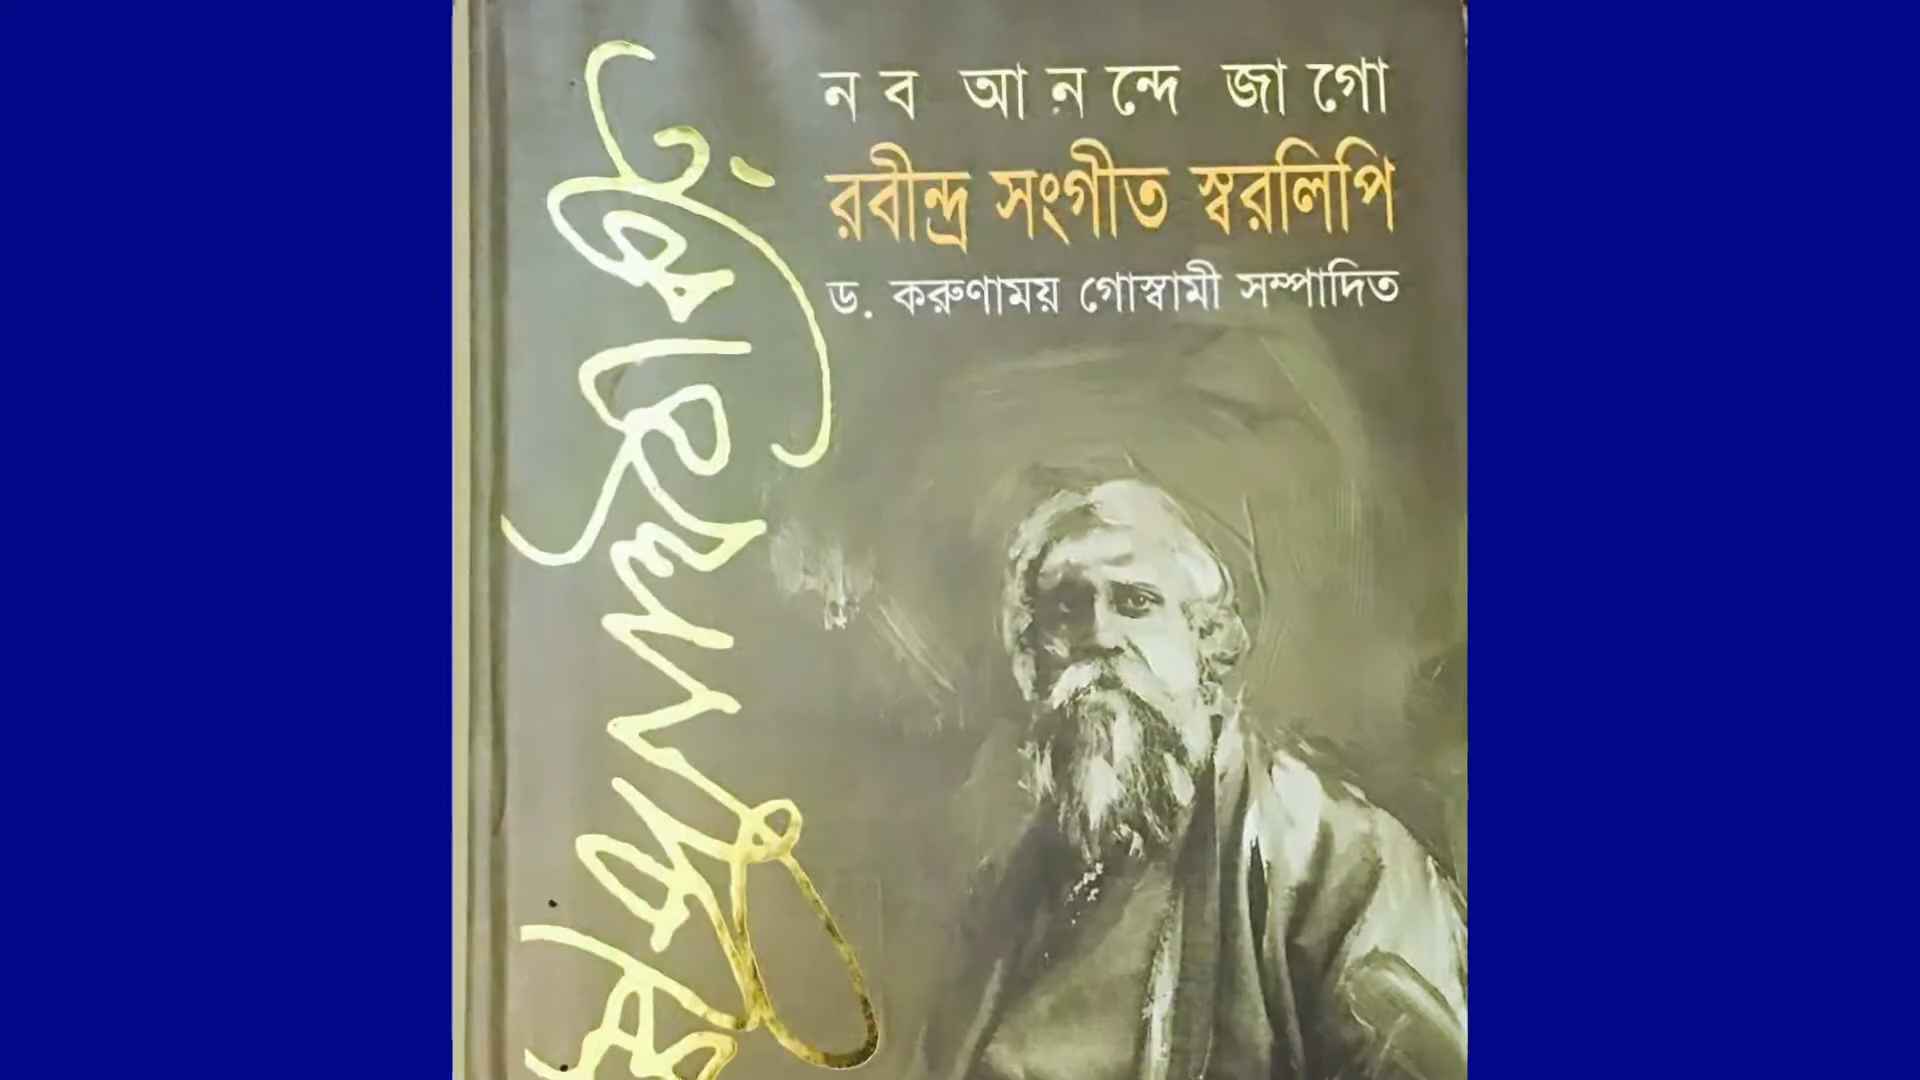 নব আনন্দে জাগো
রবীন্দ্র সংগীত স্বরলিপি
ড. করুণাময় গোস্বামী সম্পাদিত